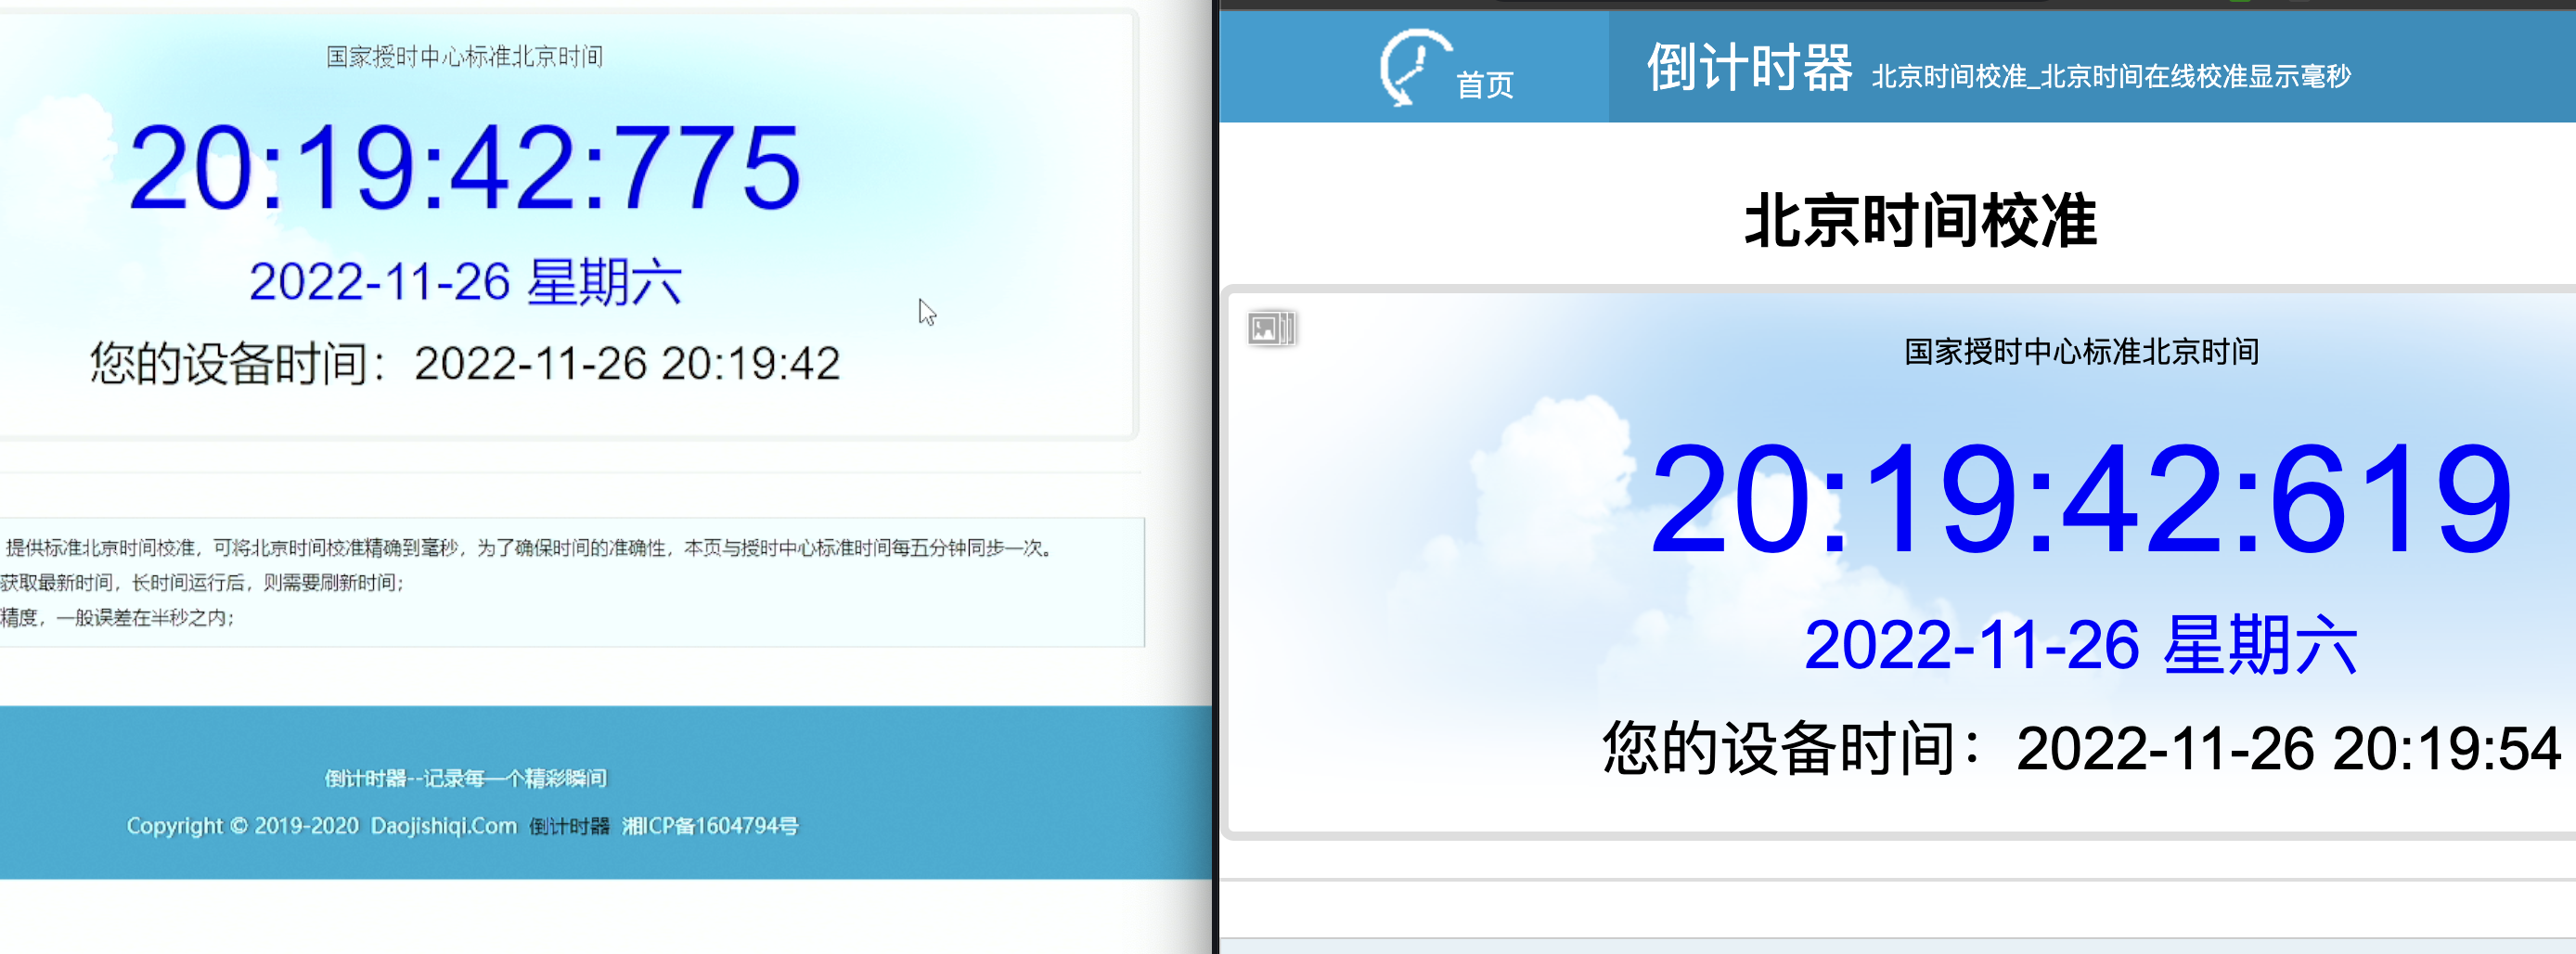 国家授时中心标准北京时间
20:19:42:775
2022-11-26 星期六
您的设备时间：2022-11-26 20:19:42
提供标准北京时间校准，可将北京时间校准精确到毫秒，为了确保时间的准确性，本页与授时中心标准时间每五分钟同步一次。
获取最新时间，长时间运行后，则需要刷新时间；
精度，一般误差在半秒之内；
倒计时器--记录每一个精彩瞬间
Copyright © 2019-2020 Daojishiqi.Com 倒计时器 湘ICP备1604794号
首页
倒计时器 北京时间校准_北京时间在线校准显示毫秒
北京时间校准
国家授时中心标准北京时间
20:19:42:619
2022-11-26 星期六
您的设备时间：2022-11-26 20:19:54